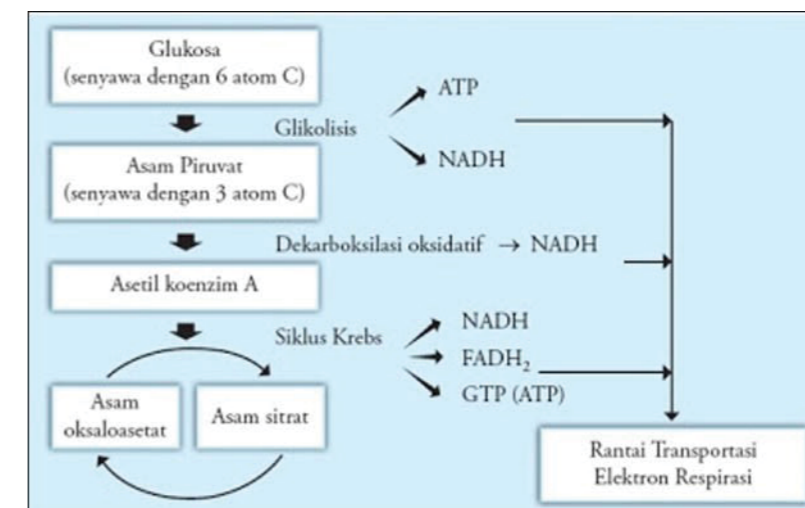 Glukosa
(senyawa dengan 6 atom C)
ATP
Glikolisis
NADH
Asam Piruvat
(senyawa dengan 3 atom C)
Dekarboksilasi oksidatif → NADH
Asetil koenzim A
Siklus Krebs
NADH
FADH₂
GTP (ATP)
Asam
oksaloasetat
Asam sitrat
Rantai Transportasi
Elektron Respirasi